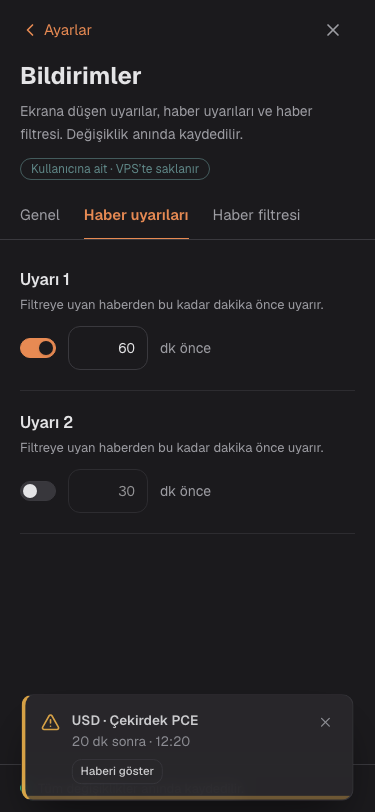 Ayarlar
Bildirimler
Ekrana düşen uyarılar, haber uyarıları ve haber
filtresi. Değişiklik anında kaydedilir.
Kullanıcına ait · VPS'te saklanır
Genel Haber uyarıları Haber filtresi
Uyarı 1
Filtreye uyan haberden bu kadar dakika önce uyarır.
60 dk önce
Uyarı 2
Filtreye uyan haberden bu kadar dakika önce uyarır.
30 dk önce
USD · Çekirdek PCE
20 dk sonra · 12:20
Haberi göster